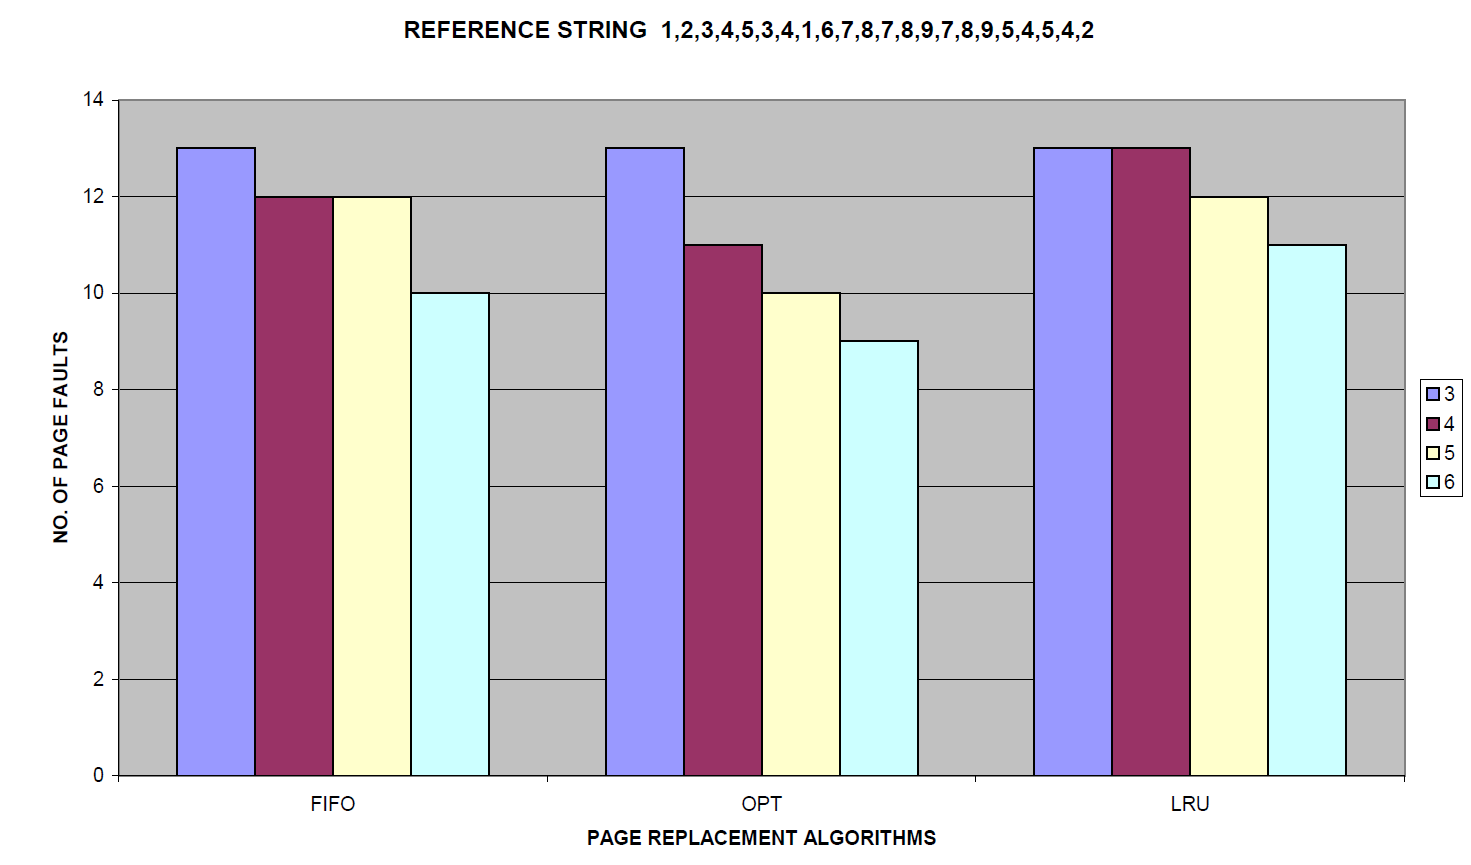 REFERENCE STRING 1,2,3,4,5,3,4,1,6,7,8,7,8,9,7,8,9,5,4,5,4,2
14
12
10
8
6
4
2
0
NO. OF PAGE FAULTS
FIFO
OPT
LRU
PAGE REPLACEMENT ALGORITHMS
3
4
5
6